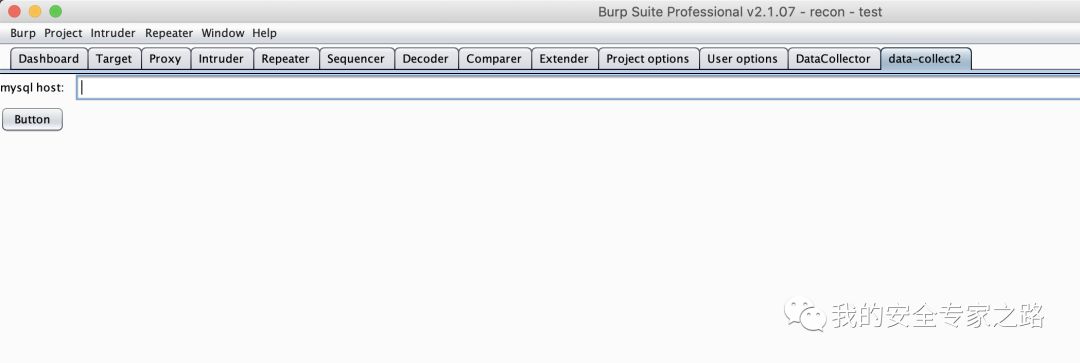 Burp Suite Professional v2.1.07 - recon - test
Burp Project Intruder Repeater Window Help
Dashboard Target Proxy Intruder Repeater Sequencer Decoder Comparer Extender Project options User options DataCollector data-collect2
mysql host:
Button
我的安全专家之路